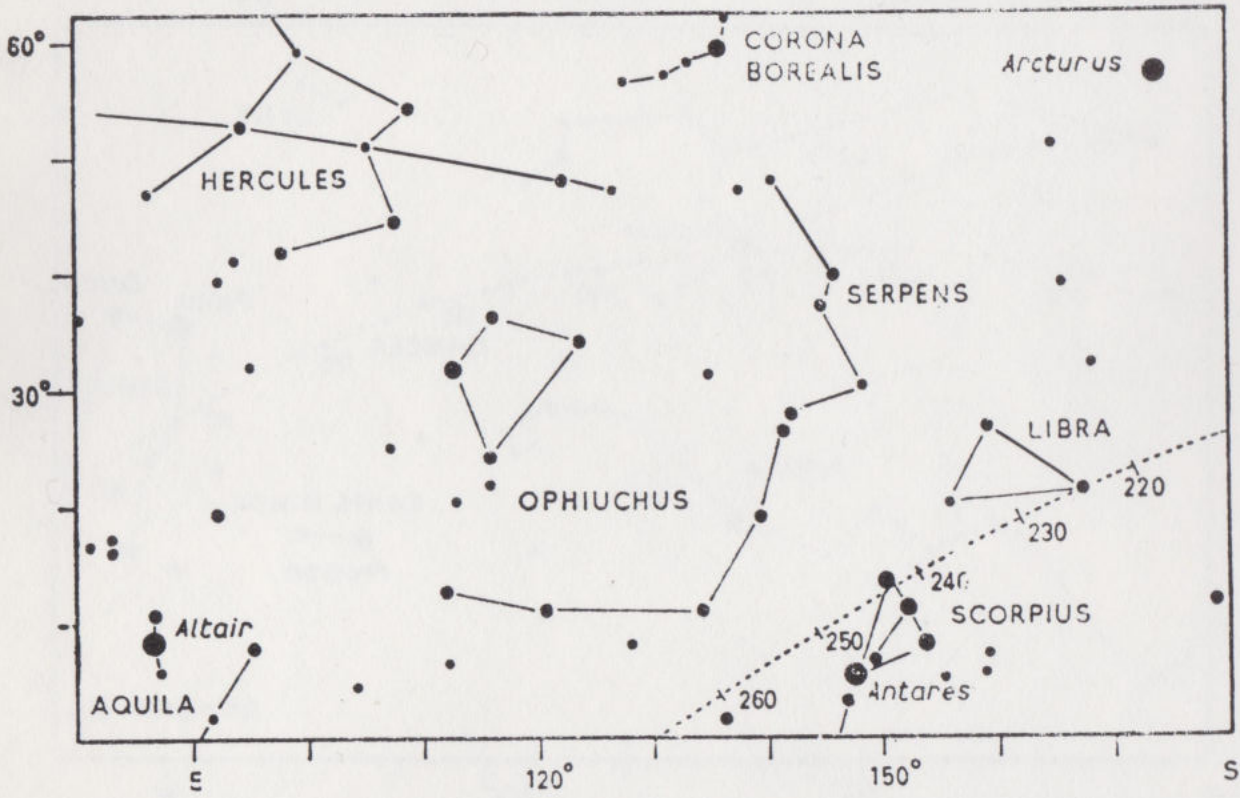 60°
CORONA
BOREALIS
Arcturus
HERCULES
SERPENS
30°
LIBRA
220
OPHIUCHUS
230
240
SCORPIUS
Altair
250
AQUILA
260
Antares
E
120°
150°
S